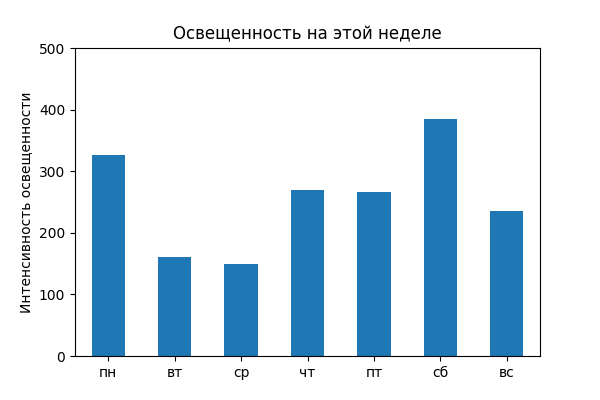 Освещенность на этой неделе
Интенсивность освещенности
500
400
300
200
100
0
пн вт ср чт пт сб вс